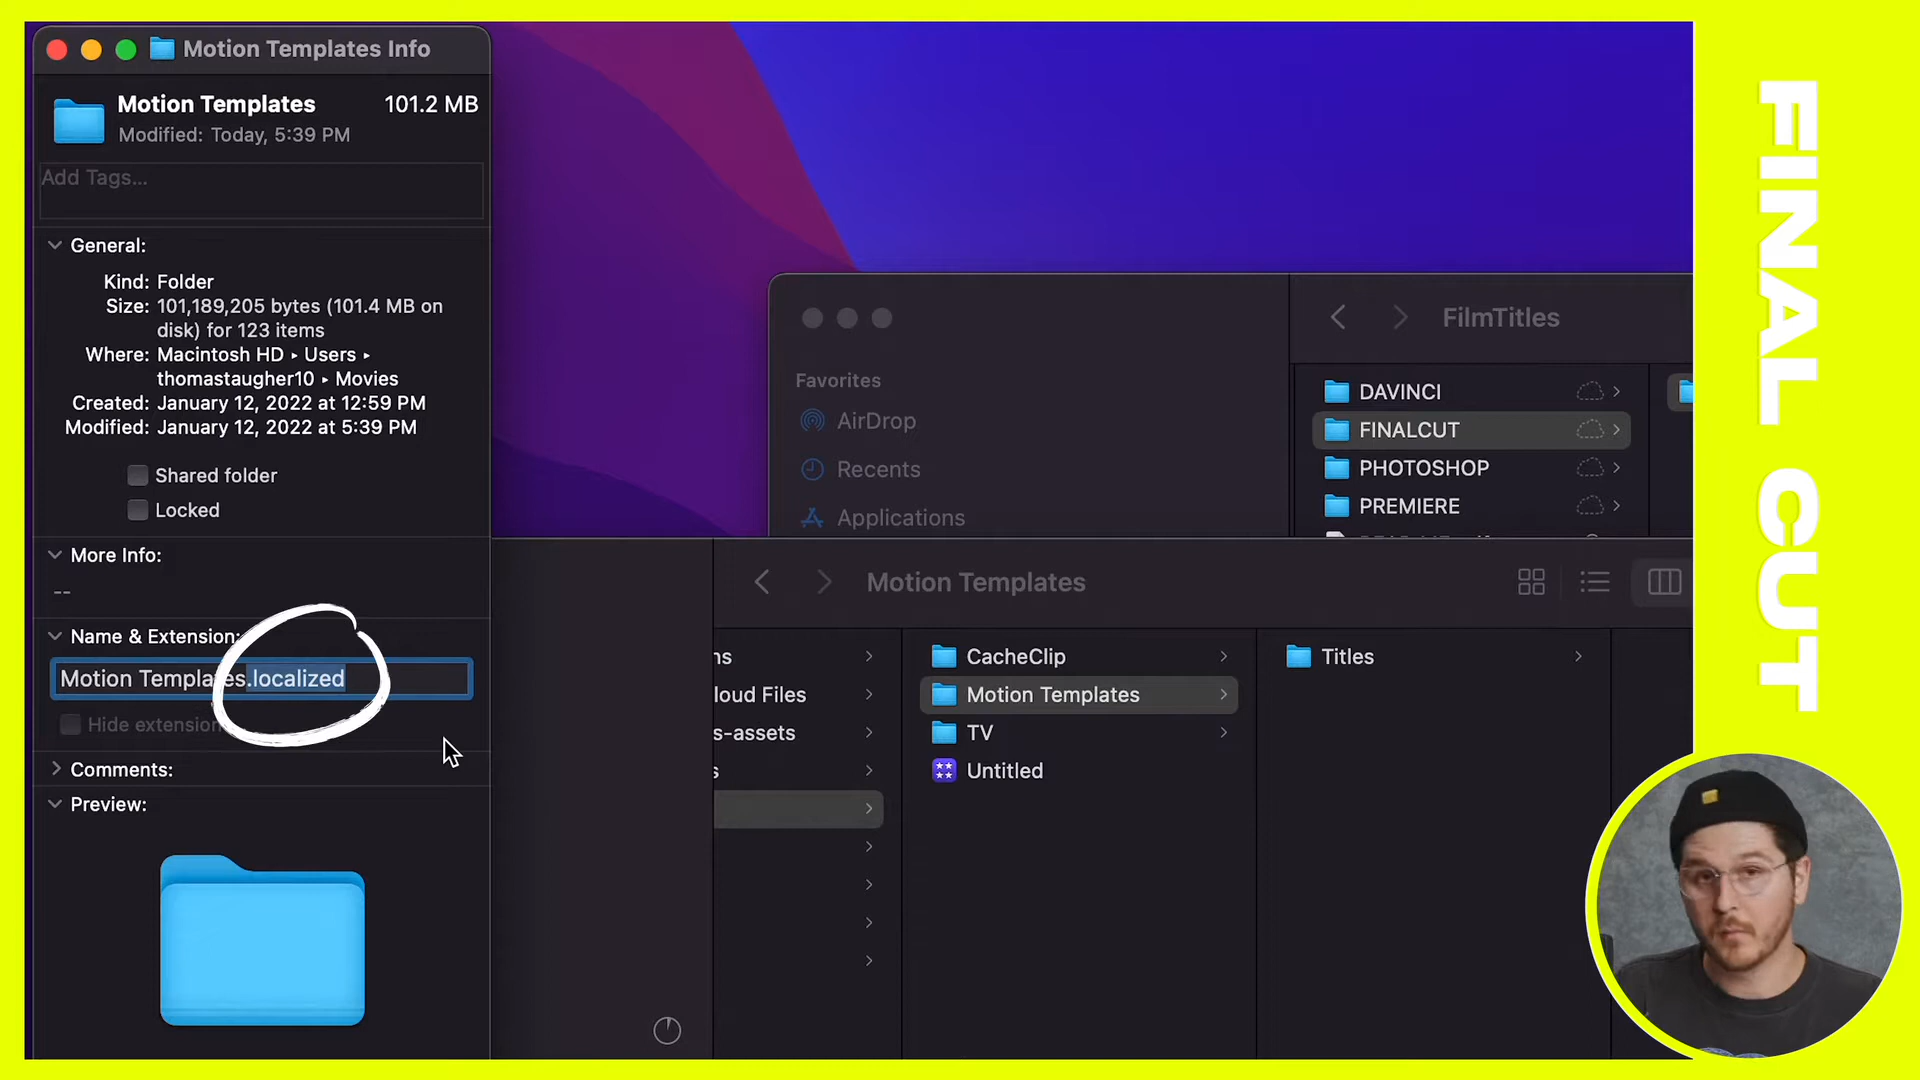 Motion Templates Info
Motion Templates 101.2 MB
Modified: Today, 5:39 PM
Add Tags...
General:
Kind: Folder
Size: 101,189,205 bytes (101.4 MB on
disk) for 123 items
Where: Macintosh HD ▸ Users ▸
thomastaugher10 ▸ Movies
Created: January 12, 2022 at 12:59 PM
Modified: January 12, 2022 at 5:39 PM
Shared folder
Locked
More Info:
--
Name & Extension:
Motion Templates.localized
Hide extension
Comments:
Preview:
Favorites
AirDrop
Recents
Applications
FilmTitles
DAVINCI
FINALCUT
PHOTOSHOP
PREMIERE
Motion Templates
ns
loud Files
s-assets
s
CacheClip
Motion Templates
TV
Untitled
Titles
FINAL CUT